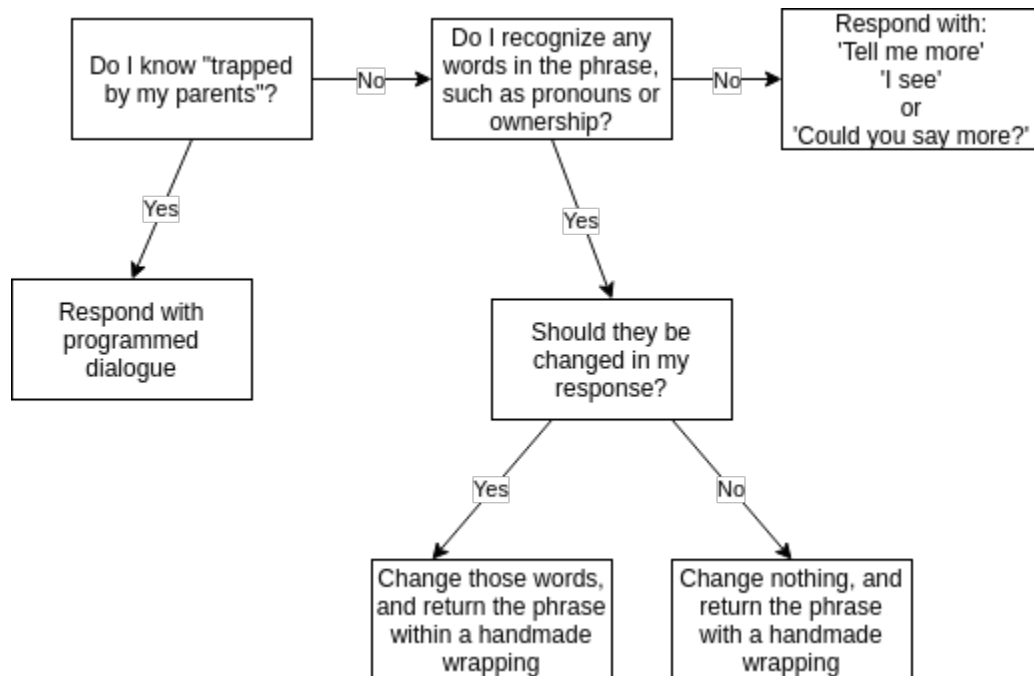 Do I know "trapped
by my parents"?
No
Do I recognize any
words in the phrase,
such as pronouns or
ownership?
No
Respond with:
'Tell me more'
'I see'
or
'Could you say more?'
Yes
Respond with
programmed
dialogue
Yes
Should they be
changed in my
response?
Yes
Change those words,
and return the phrase
within a handmade
wrapping
No
Change nothing, and
return the phrase
with a handmade
wrapping